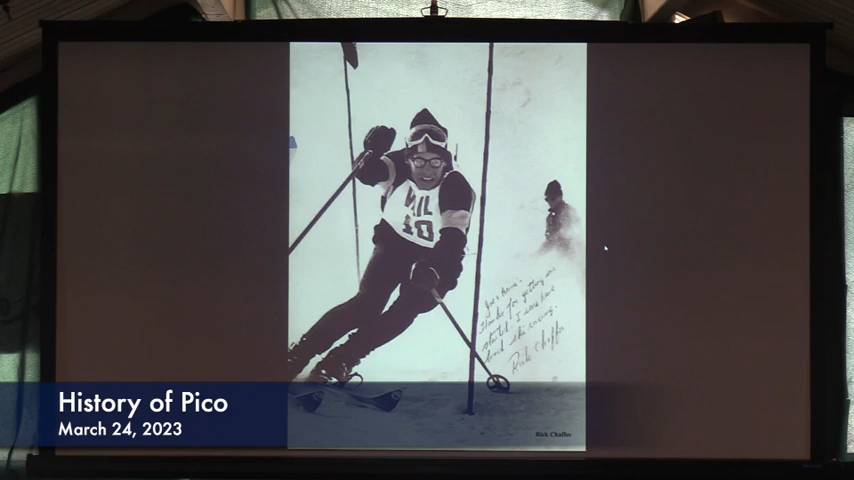 VAIL
10
Thanks for getting me
started. I sure have
loved ski racing.
Rick Chaffee
Rick Chaffee
History of Pico
March 24, 2023